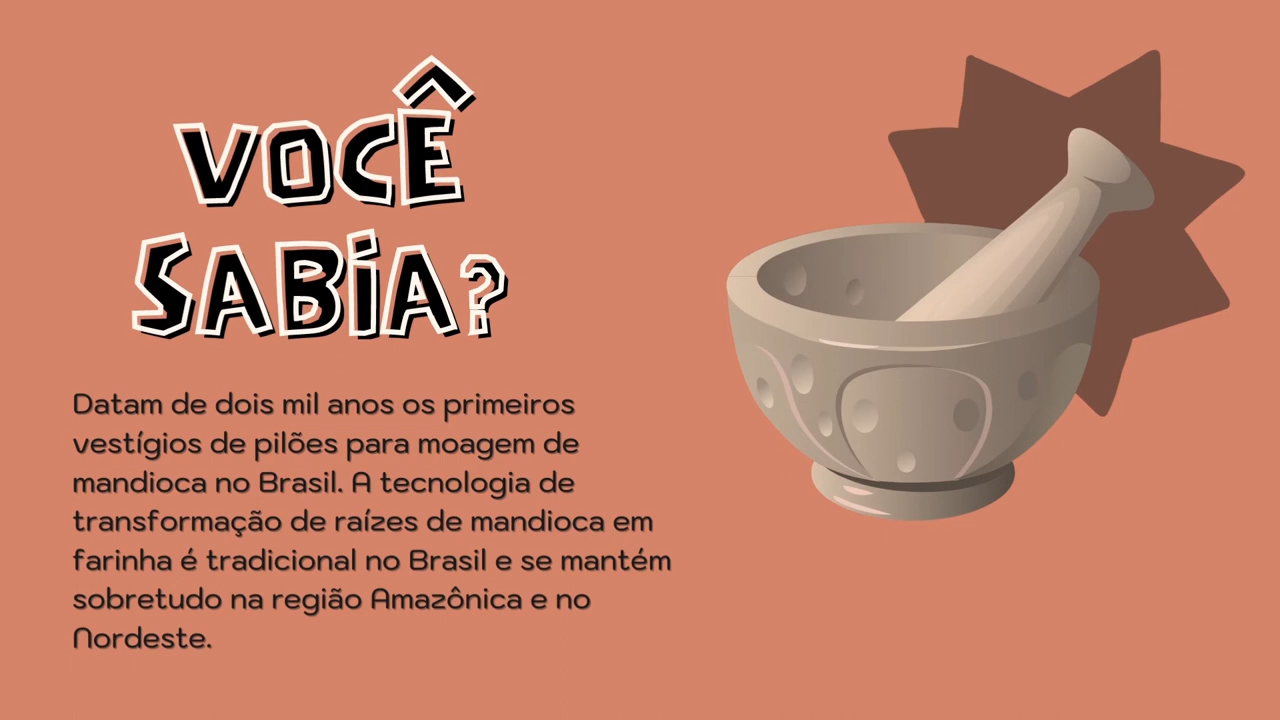 VOCÊ
SABIA?
Datam de dois mil anos os primeiros
vestígios de pilões para moagem de
mandioca no Brasil. A tecnologia de
transformação de raízes de mandioca em
farinha é tradicional no Brasil e se mantém
sobretudo na região Amazônica e no
Nordeste.